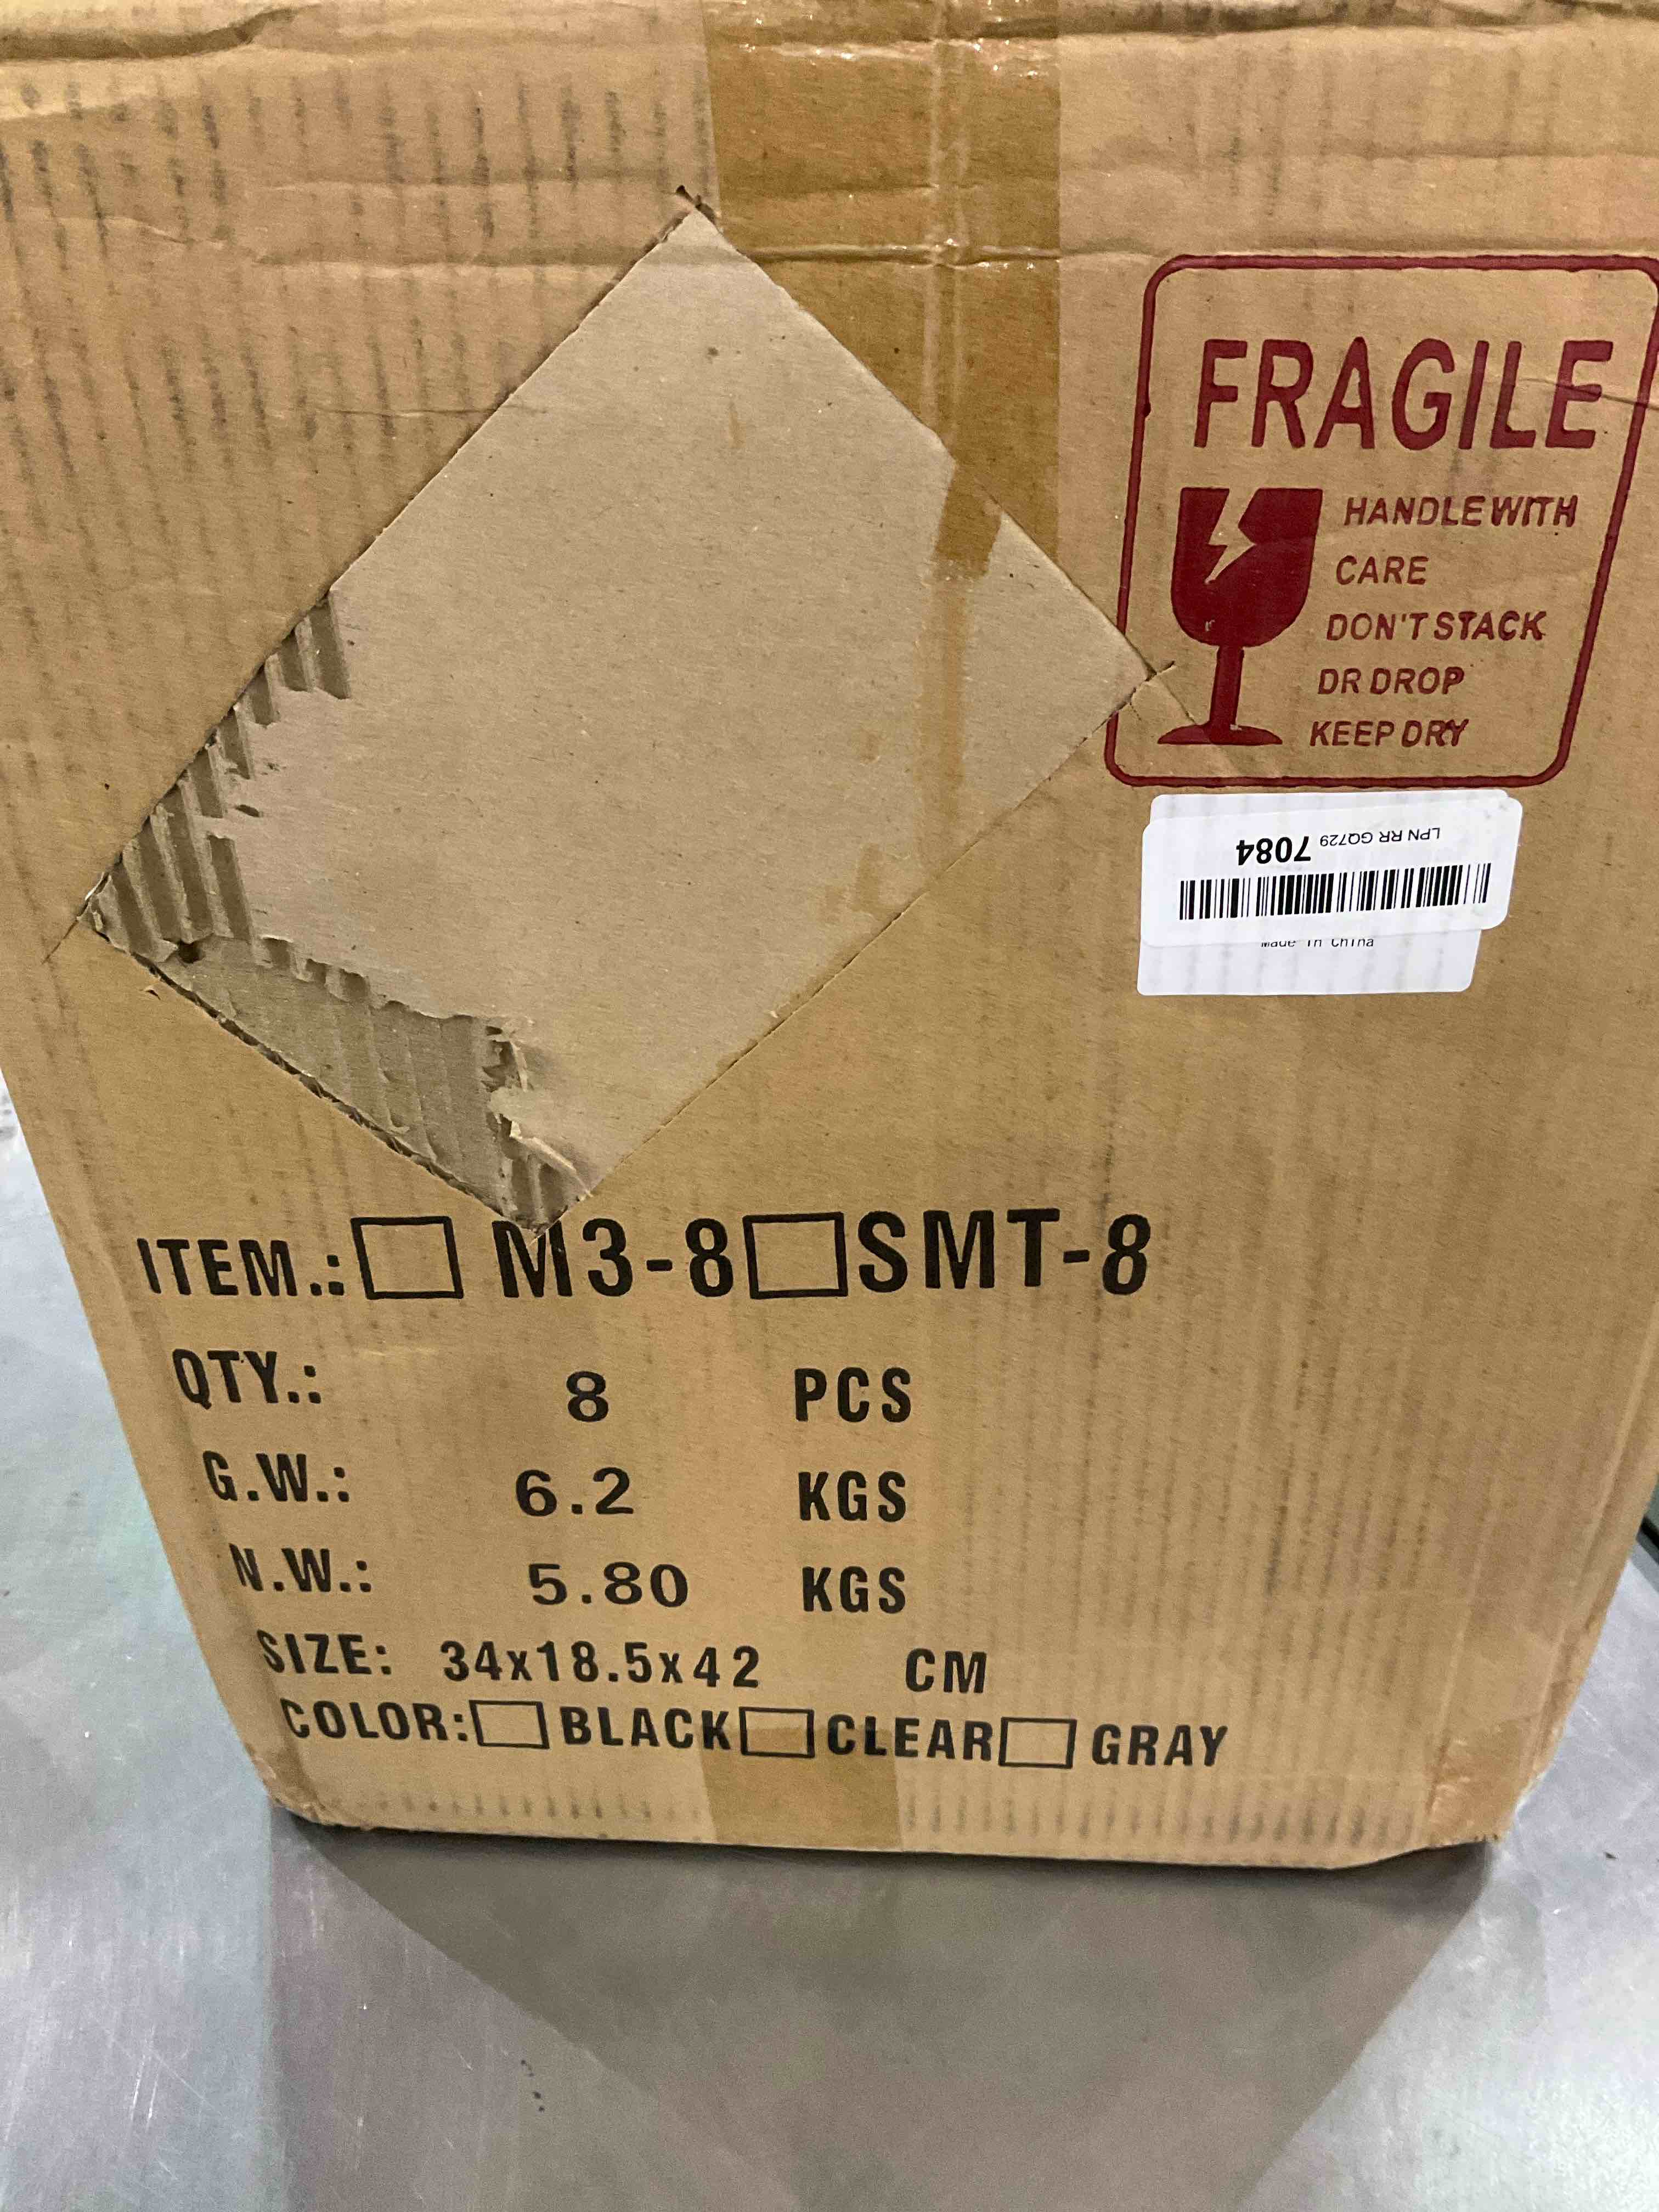 FRAGILE
HANDLE WITH
CARE
DON'T STACK
DR DROP
KEEP DRY
LPN RR GQ729 7084
Made in China
ITEM.: M3-8 SMT-8
QTY.: 8 PCS
G.W.: 6.2 KGS
N.W.: 5.80 KGS
SIZE: 34x18.5x42 CM
COLOR: BLACK CLEAR GRAY